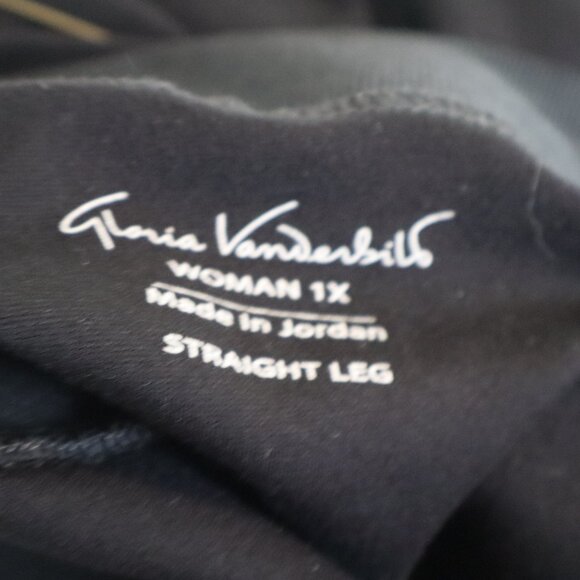 Gloria Vanderbilt
WOMAN 1X
Made in Jordan
STRAIGHT LEG